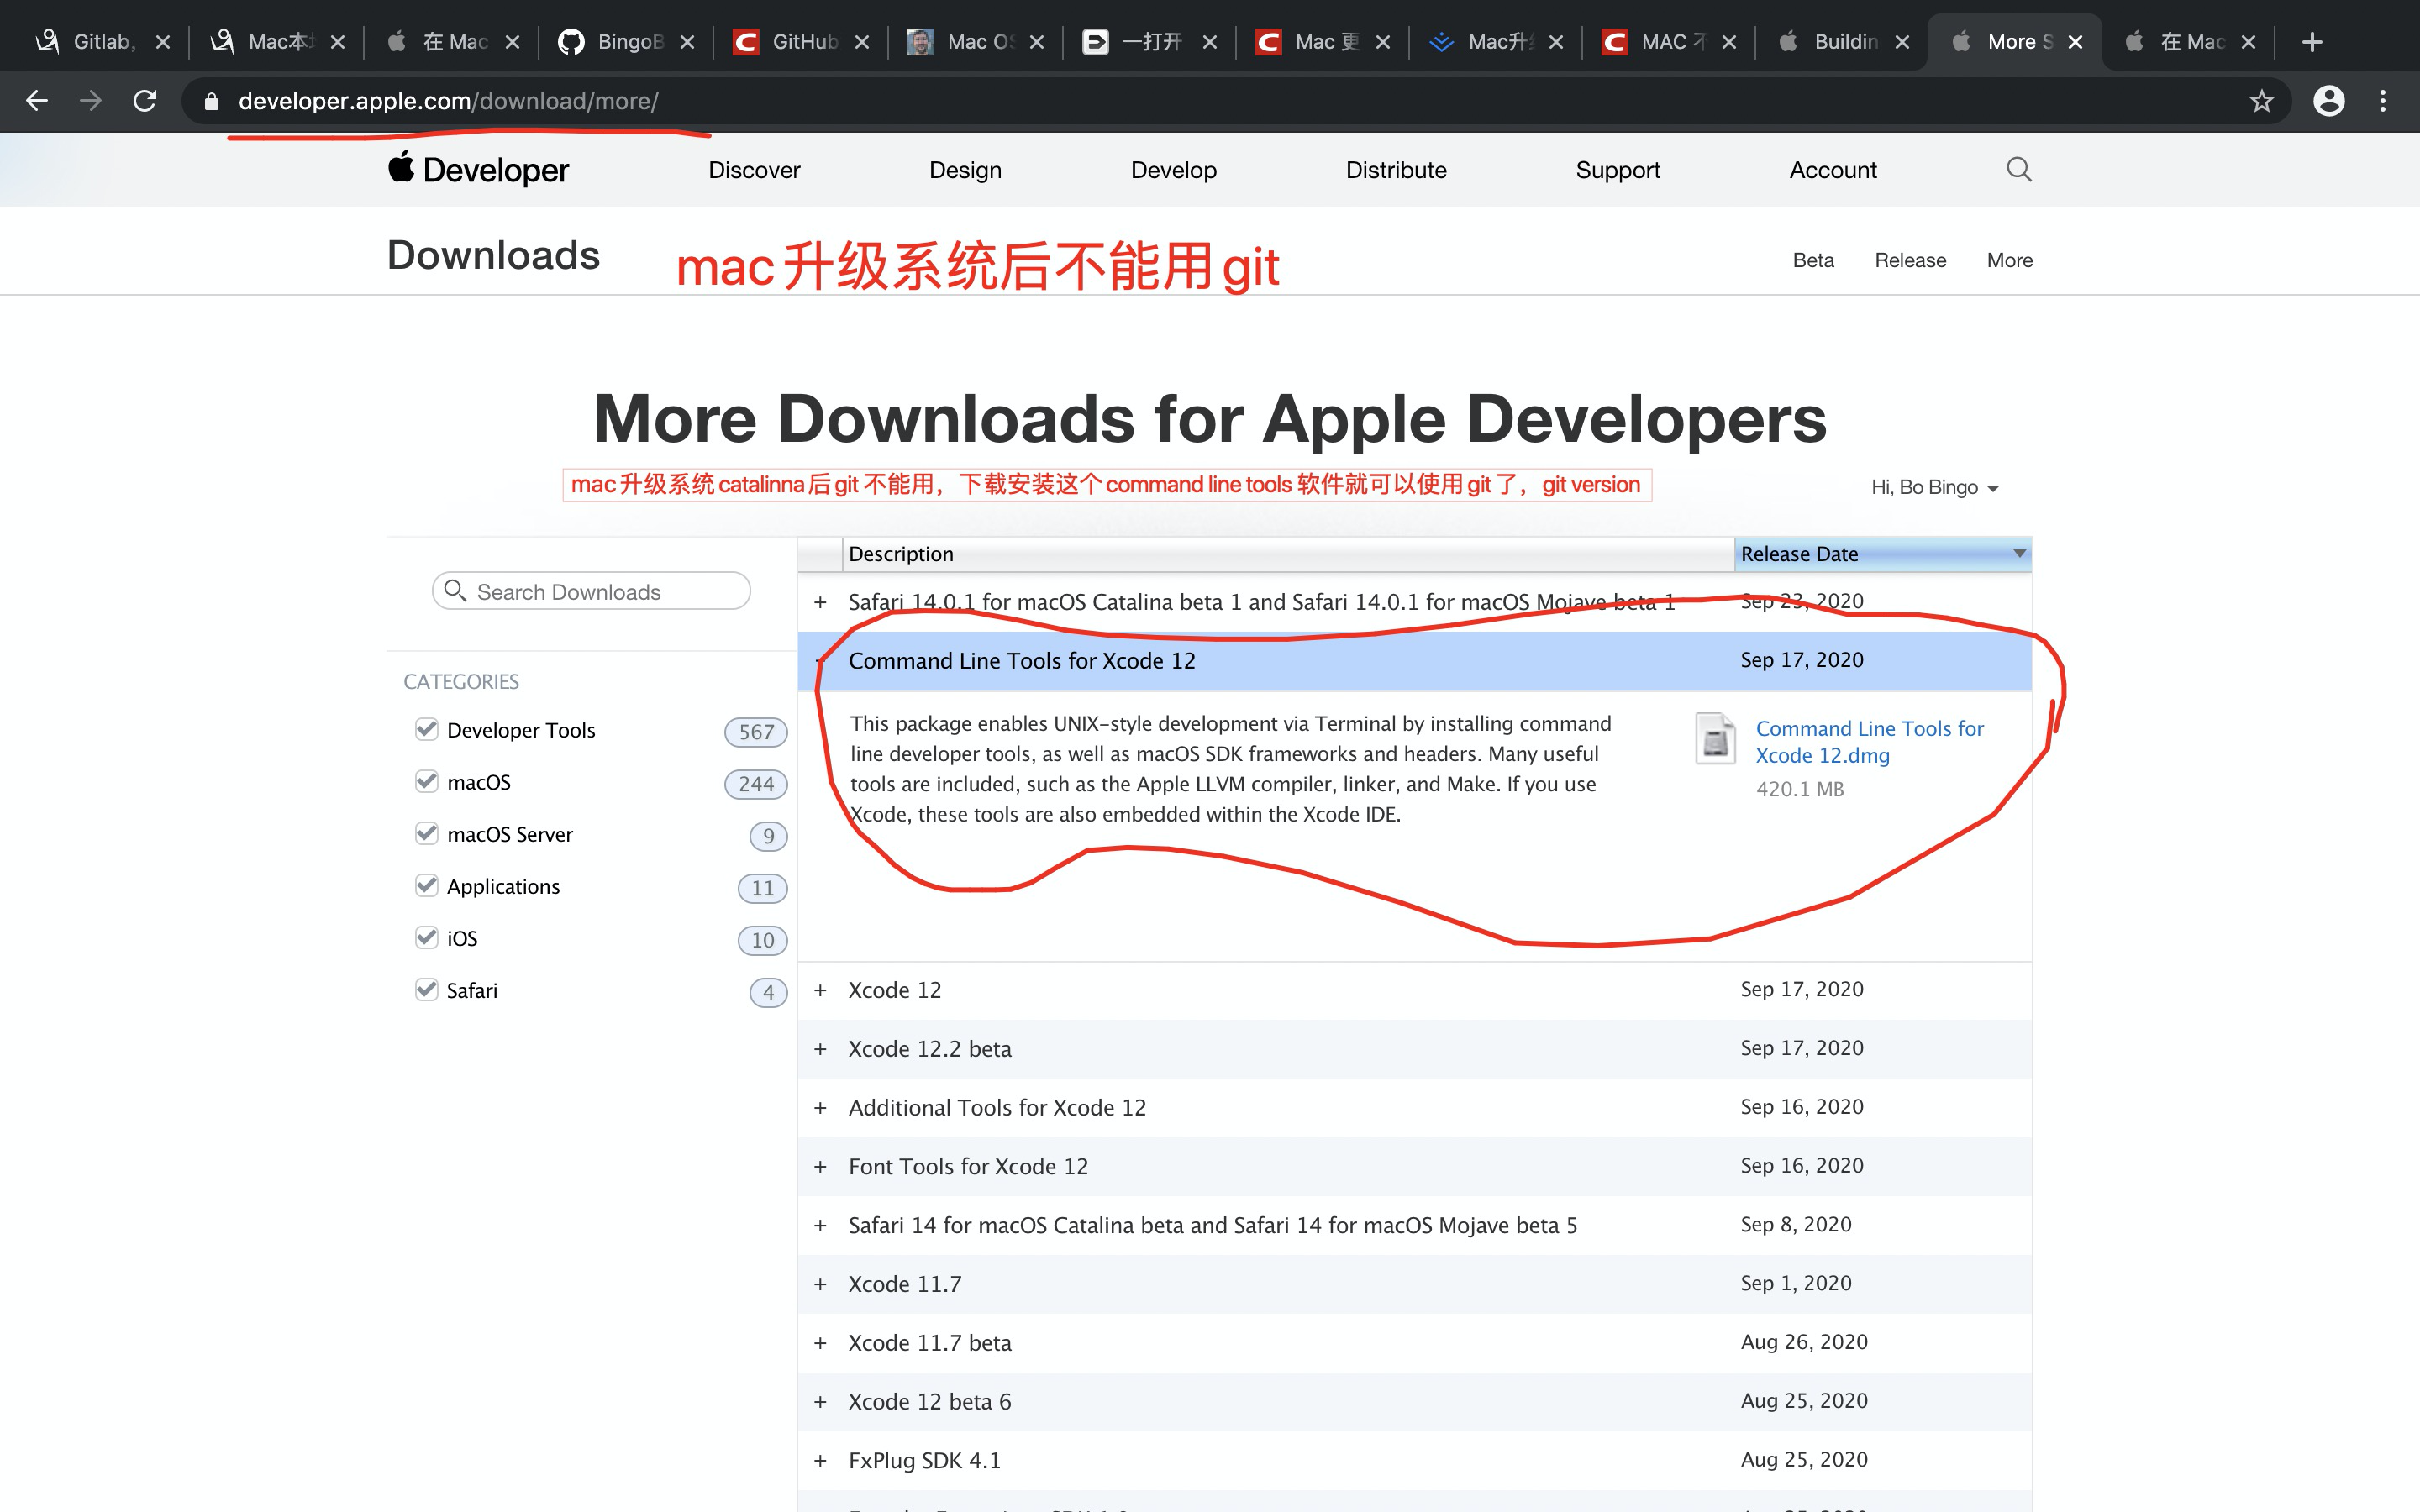 Gitlab,
Mac本
在 Mac
BingoB
GitHub
Mac O
一打开
Mac 更
Mac升
MAC 不
Buildin
More S
在 Mac
developer.apple.com/download/more/
Developer
Discover
Design
Develop
Distribute
Support
Account
Downloads
mac升级系统后不能用git
Beta
Release
More
More Downloads for Apple Developers
mac升级系统catalinna后git不能用，下载安装这个command line tools软件就可以使用git了，git version
Hi, Bo Bingo
Search Downloads
CATEGORIES
Developer Tools 567
macOS 244
macOS Server 9
Applications 11
iOS 10
Safari 4
Description Release Date
+ Safari 14.0.1 for macOS Catalina beta 1 and Safari 14.0.1 for macOS Mojave beta 1 Sep 23, 2020
Command Line Tools for Xcode 12 Sep 17, 2020
This package enables UNIX-style development via Terminal by installing command
line developer tools, as well as macOS SDK frameworks and headers. Many useful
tools are included, such as the Apple LLVM compiler, linker, and Make. If you use
Xcode, these tools are also embedded within the Xcode IDE.
Command Line Tools for
Xcode 12.dmg
420.1 MB
+ Xcode 12 Sep 17, 2020
+ Xcode 12.2 beta Sep 17, 2020
+ Additional Tools for Xcode 12 Sep 16, 2020
+ Font Tools for Xcode 12 Sep 16, 2020
+ Safari 14 for macOS Catalina beta and Safari 14 for macOS Mojave beta 5 Sep 8, 2020
+ Xcode 11.7 Sep 1, 2020
+ Xcode 11.7 beta Aug 26, 2020
+ Xcode 12 beta 6 Aug 25, 2020
+ FxPlug SDK 4.1 Aug 25, 2020